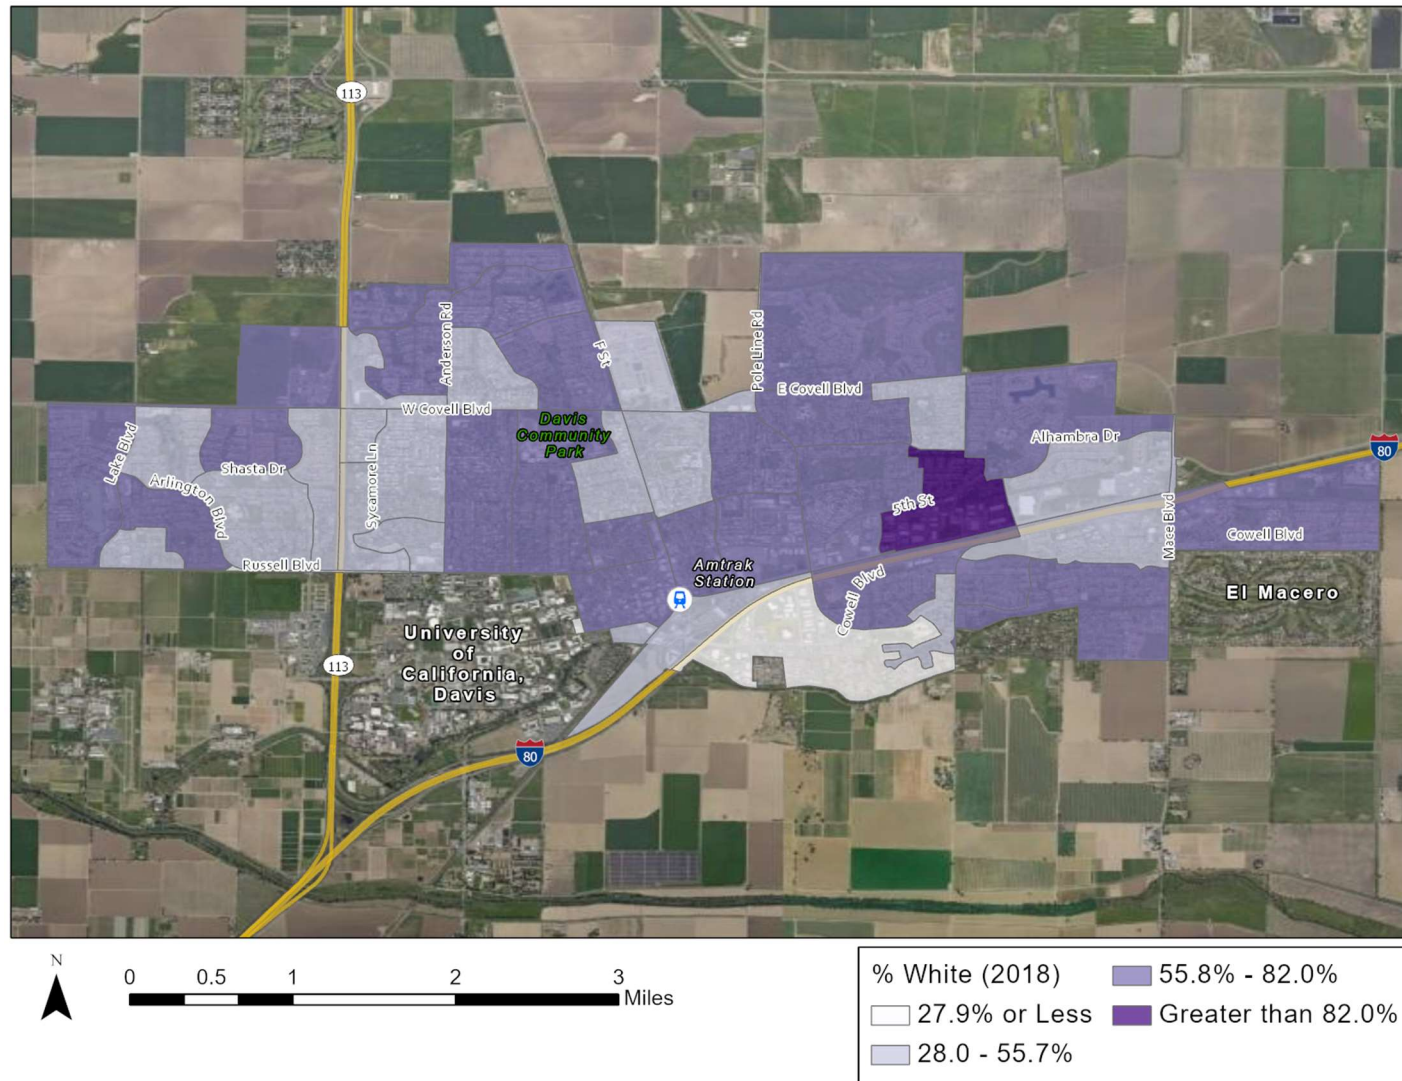 113
Anderson Rd
F St
Pole Line Rd
E Covell Blvd
W Covell Blvd
Davis
Community
Park
Lake Blvd
Shasta Dr
Sycamore Ln
Alhambra Dr
80
Arlington Blvd
5th St
Mace Blvd
Cowell Blvd
Russell Blvd
Amtrak
Station
Cowell Blvd
El Macero
University
of
California,
Davis
113
80
N
0 0.5 1 2 3
Miles
% White (2018)
27.9% or Less
28.0 - 55.7%
55.8% - 82.0%
Greater than 82.0%